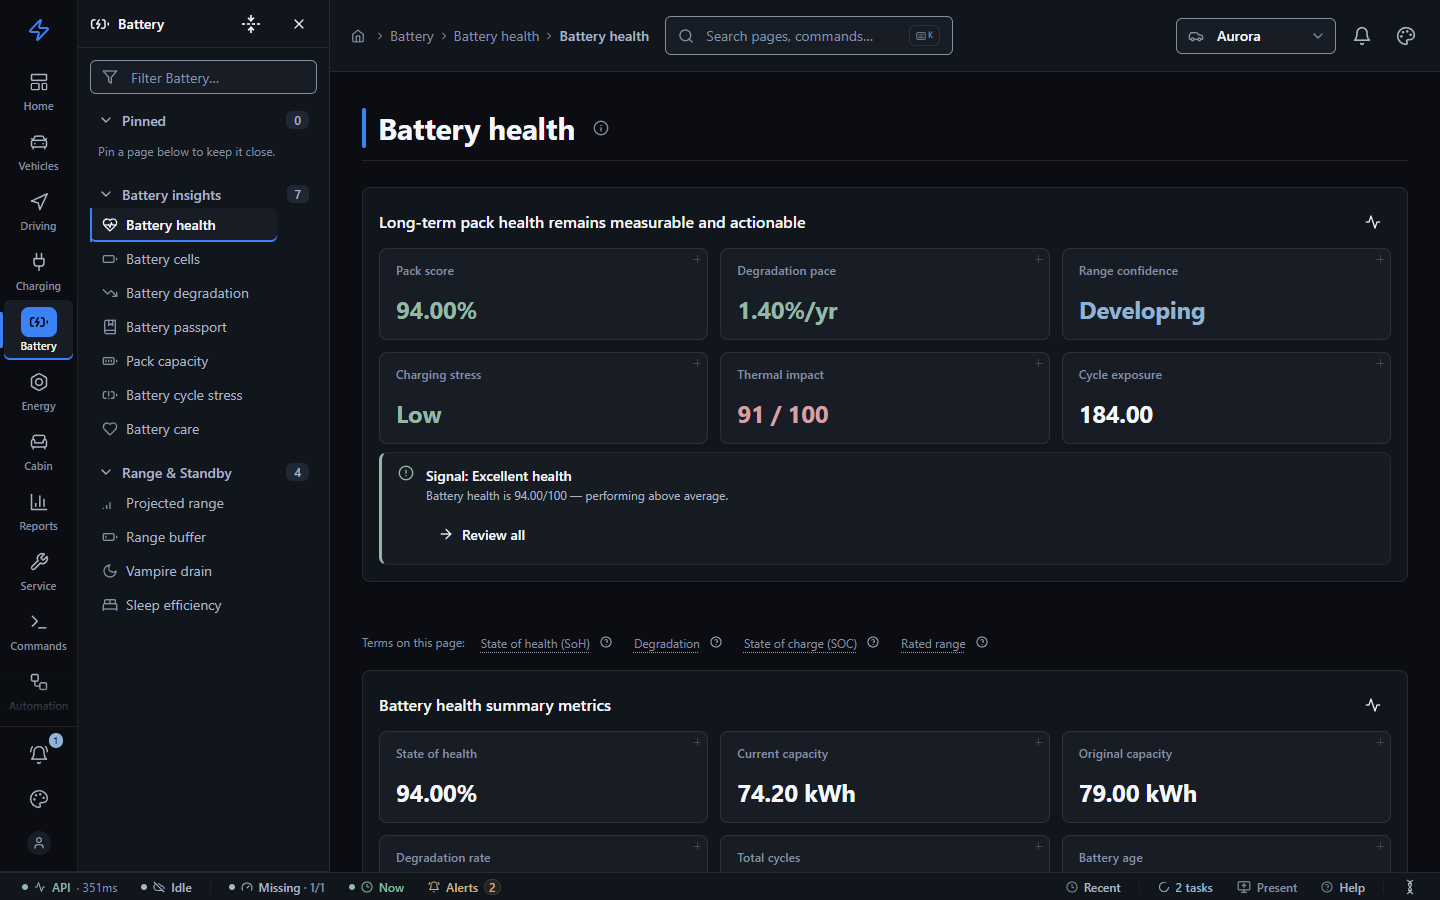 Battery
Battery
Battery health
Battery health
Search pages, commands...
K
Aurora
Home
Vehicles
Driving
Charging
Battery
Energy
Cabin
Reports
Service
Commands
Automation
1
Filter Battery...
Pinned
0
Pin a page below to keep it close.
Battery insights
7
Battery health
Battery cells
Battery degradation
Battery passport
Pack capacity
Battery cycle stress
Battery care
Range & Standby
4
Projected range
Range buffer
Vampire drain
Sleep efficiency
Battery health
Long-term pack health remains measurable and actionable
Pack score
94.00%
Degradation pace
1.40%/yr
Range confidence
Developing
Charging stress
Low
Thermal impact
91 / 100
Cycle exposure
184.00
Signal: Excellent health
Battery health is 94.00/100 — performing above average.
Review all
Terms on this page:
State of health (SoH)
Degradation
State of charge (SOC)
Rated range
Battery health summary metrics
State of health
94.00%
Current capacity
74.20 kWh
Original capacity
79.00 kWh
Degradation rate
Total cycles
Battery age
API · 351ms
Idle
Missing · 1/1
Now
Alerts 2
Recent
2 tasks
Present
Help